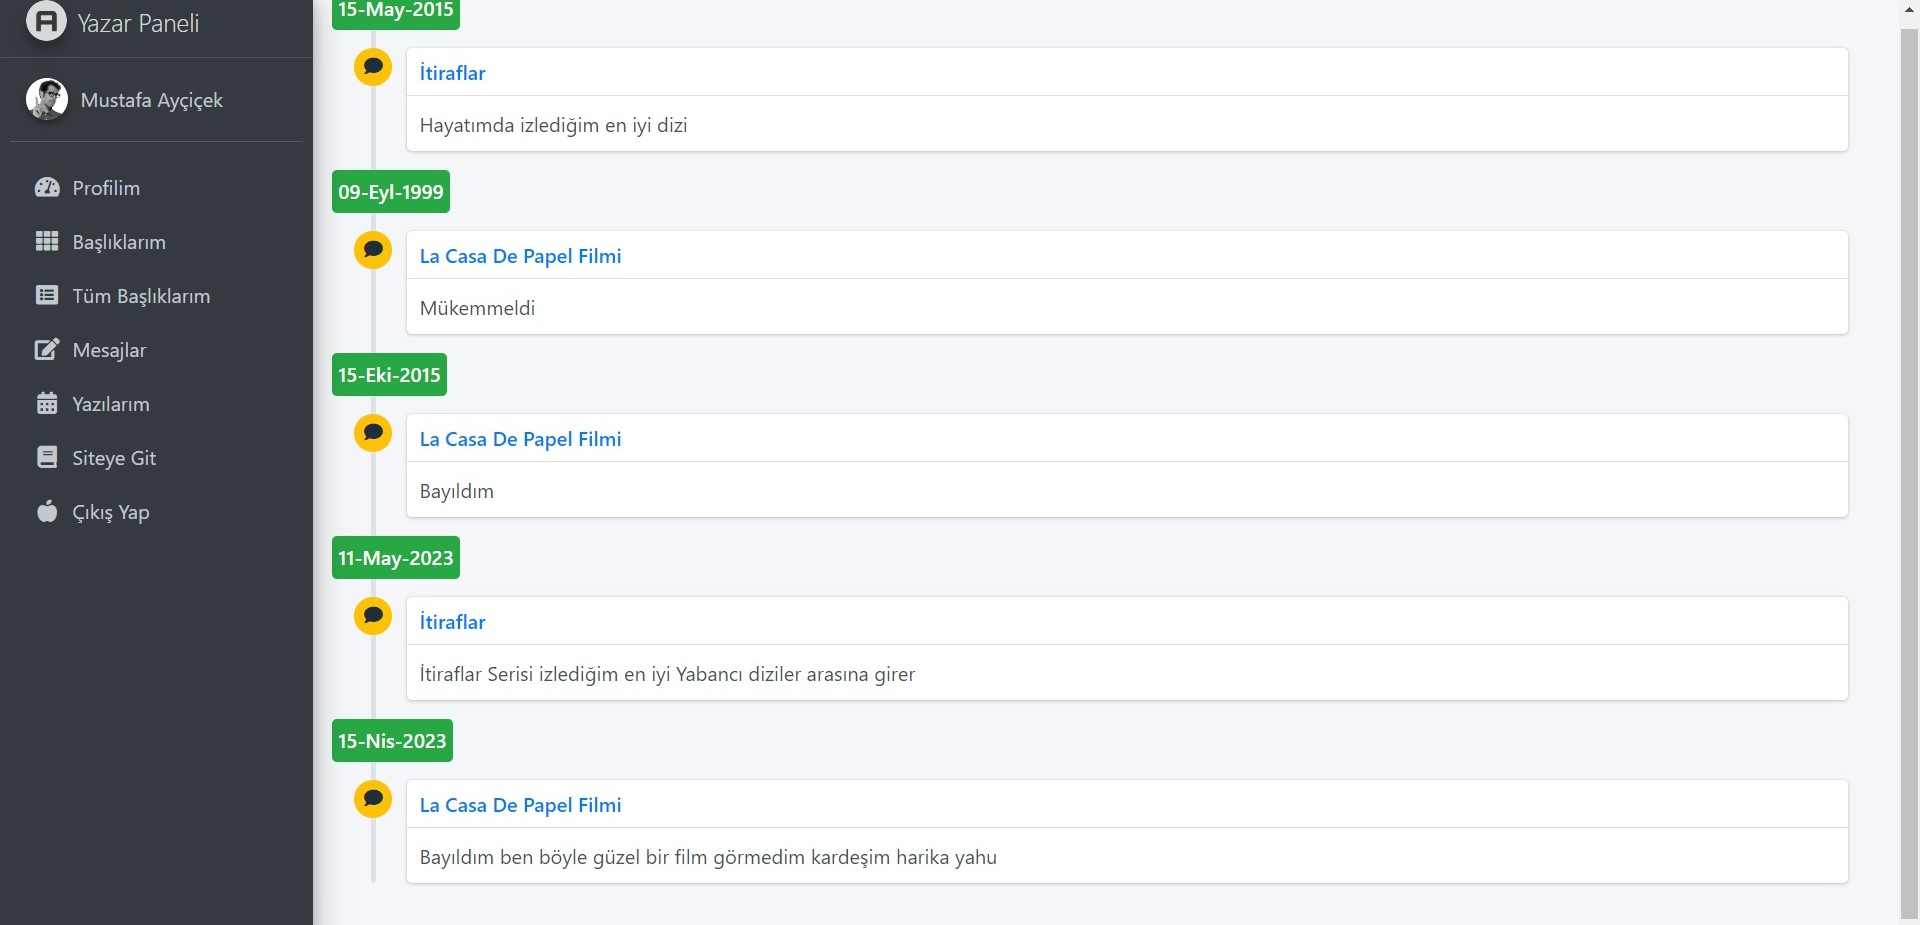 Yazar Paneli
Mustafa Ayçiçek
Profilim
Başlıklarım
Tüm Başlıklarım
Mesajlar
Yazılarım
Siteye Git
Çıkış Yap
15-May-2015
İtiraflar
Hayatımda izlediğim en iyi dizi
09-Eyl-1999
La Casa De Papel Filmi
Mükemmeldi
15-Eki-2015
La Casa De Papel Filmi
Bayıldım
11-May-2023
İtiraflar
İtiraflar Serisi izlediğim en iyi Yabancı diziler arasına girer
15-Nis-2023
La Casa De Papel Filmi
Bayıldım ben böyle güzel bir film görmedim kardeşim harika yahu